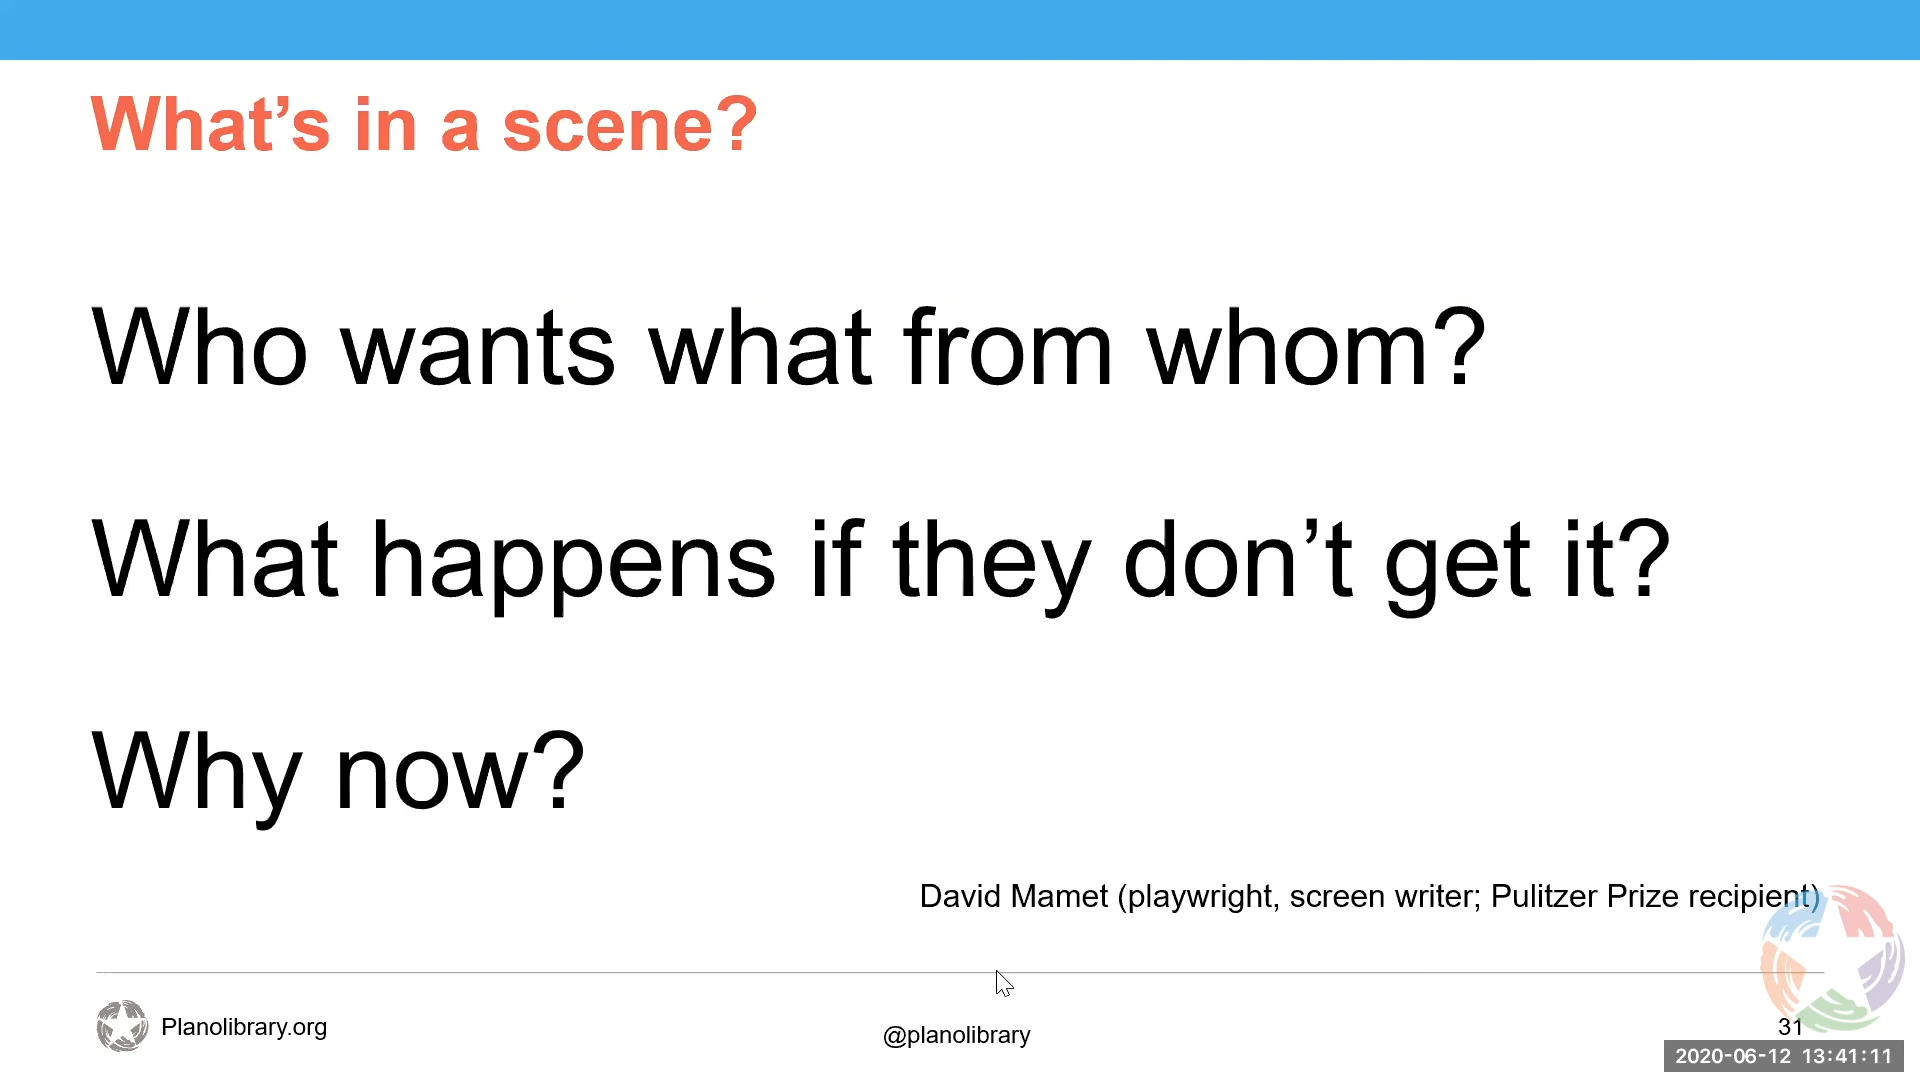 What’s in a scene?
Who wants what from whom?
What happens if they don’t get it?
Why now?
David Mamet (playwright, screen writer; Pulitzer Prize recipient)
Planolibrary.org
@planolibrary
31
2020-06-12 13:41:11